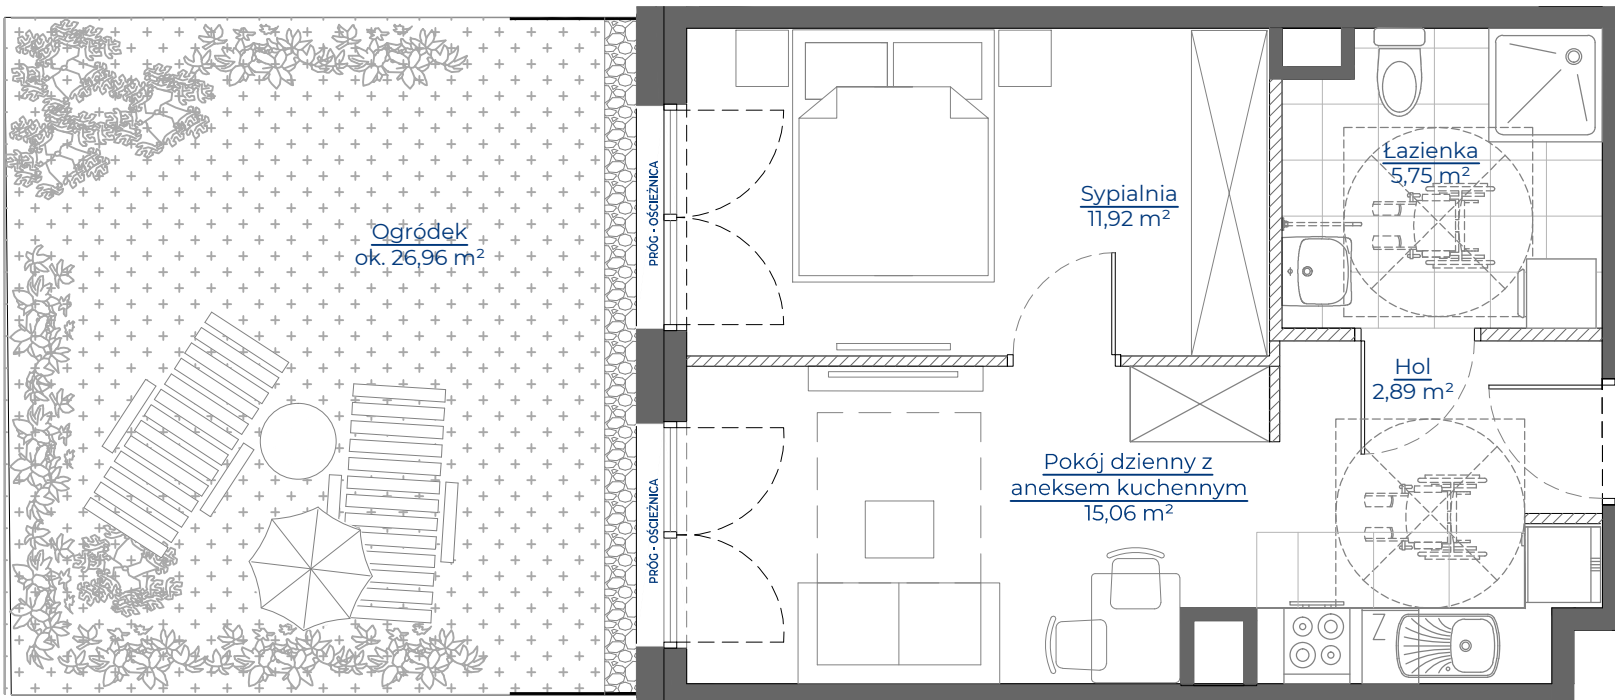 Ogródek
ok. 26,96 m²
PRÓG - OŚCIEŻNICA
Sypialnia
11,92 m²
Łazienka
5,75 m²
Hol
2,89 m²
PRÓG - OŚCIEŻNICA
Pokój dzienny z
aneksem kuchennym
15,06 m²
Z